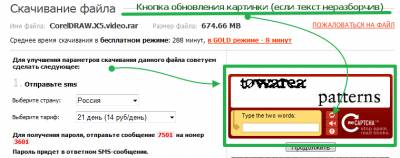 Скачивание файла
Кнопка обновления картинки (если текст неразборчив)
Имя файла: CorelDRAW.X5.video.rar Размер файла: 674.66 MB
ПОЖАЛОВАТЬСЯ НА ФАЙЛ
Среднее время скачивания в бесплатном режиме: 288 минут, в GOLD режиме - 8 минут
Для улучшения параметров скачивания данного файла советуем
сделать следующее:
1. Отправьте sms
Выберите страну: Россия
Выберите тариф: 21 день (14 руб/день)
Для получения пароля, отправьте сообщение 7501 на номер
3601
Пароль придет в ответном SMS-сообщении.
patterns
Type the two words:
CAPTCHA™
stop spam.
read books.
Продолжить